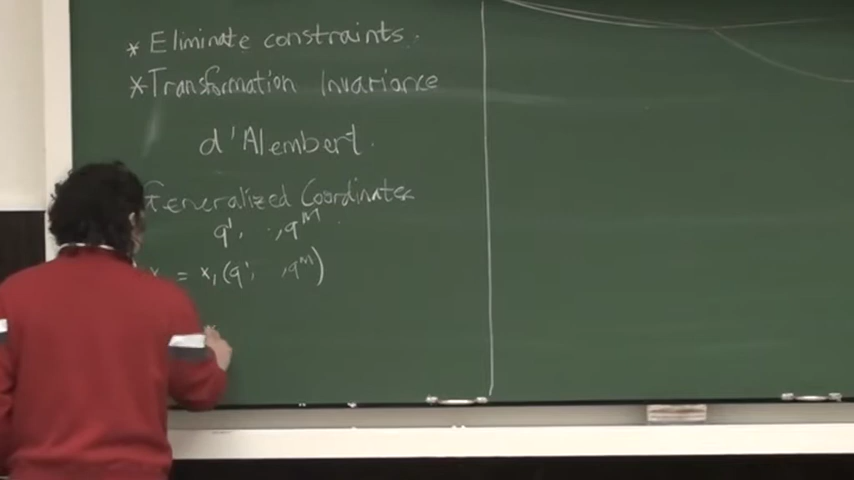 * Eliminate constraints.
* Transformation Invariance
d'Alembert.
Generalized Coordinates
q¹, . , q^M
x = x₁(q¹, , q^M)